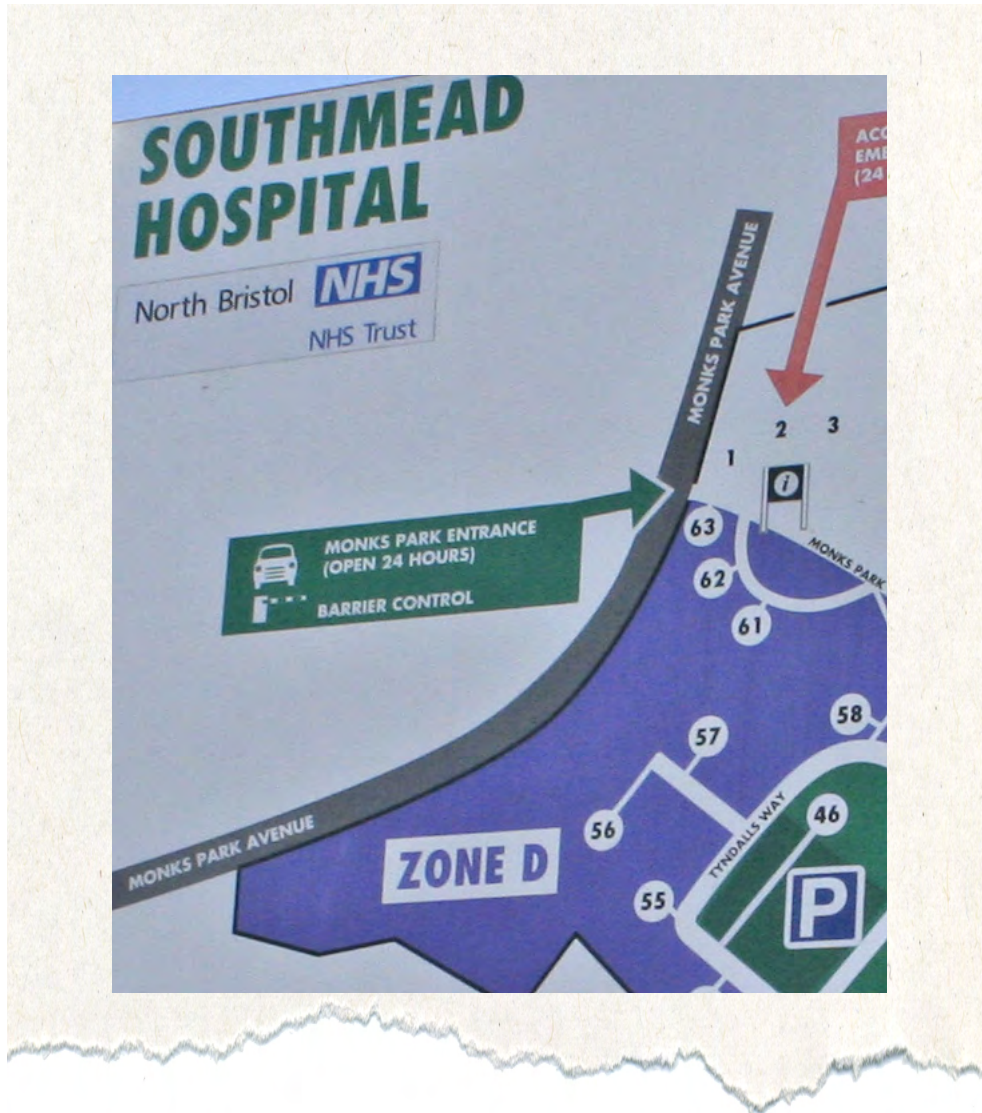 SOUTHMEAD
HOSPITAL
North Bristol NHS
NHS Trust
(24
MONKS PARK AVENUE
2
3
1
i
MONKS PARK ENTRANCE
(OPEN 24 HOURS)
BARRIER CONTROL
63
MONKS PARK
62
61
58
57
46
56
TYNDALLS WAY
MONKS PARK AVENUE
ZONE D
55
P